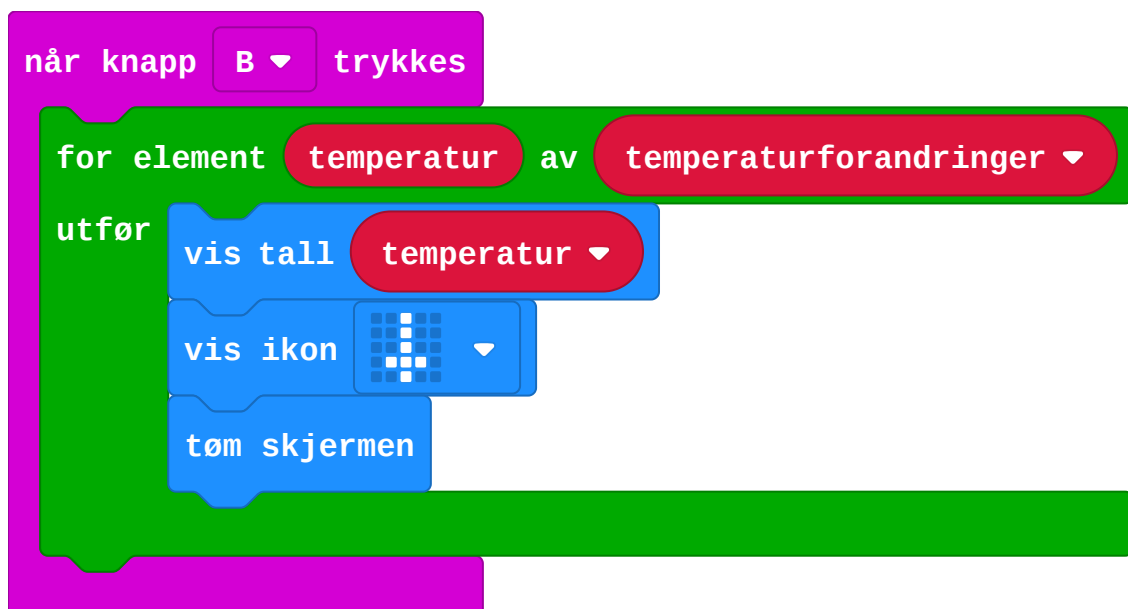 når knapp B trykkes
for element temperatur av temperaturforandringer
utfør
vis tall temperatur
vis ikon
tøm skjermen